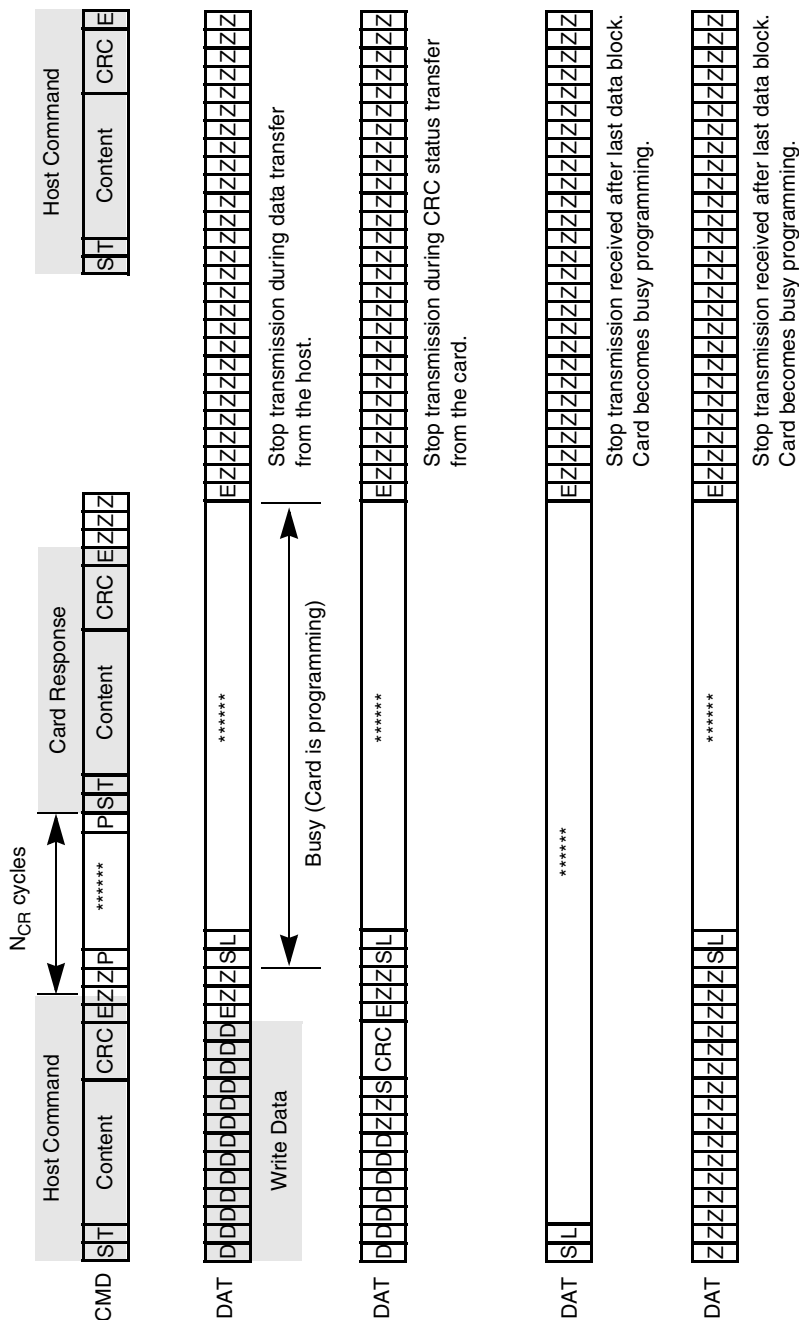 N_CR cycles
Host Command Card Response Host Command
CMD S T Content CRC E Z Z P ****** P S T Content CRC E Z Z Z S T Content CRC E
DAT D D D D D D D D D D D D D E Z Z S L ****** E Z Z Z Z Z Z Z Z Z Z Z Z Z Z Z Z Z Z Z Z Z Z Z Z Z Z
Write Data
Busy (Card is programming)
Stop transmission during data transfer
from the host.
DAT D D D D D D D Z Z S CRC E Z Z S L ****** E Z Z Z Z Z Z Z Z Z Z Z Z Z Z Z Z Z Z Z Z Z Z Z Z Z Z
Stop transmission during CRC status transfer
from the card.
DAT S L ****** E Z Z Z Z Z Z Z Z Z Z Z Z Z Z Z Z Z Z Z Z Z Z Z Z Z Z
Stop transmission received after last data block.
Card becomes busy programming.
DAT Z Z Z Z Z Z Z Z Z Z Z Z Z Z Z Z S L ****** E Z Z Z Z Z Z Z Z Z Z Z Z Z Z Z Z Z Z Z Z Z Z Z Z Z Z
Stop transmission received after last data block.
Card becomes busy programming.